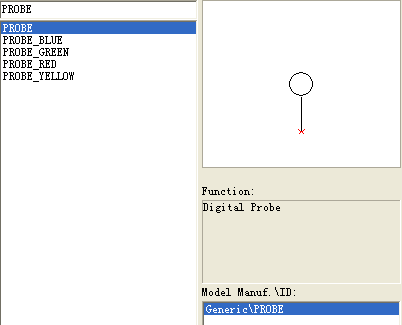 PROBE
PROBE
PROBE_BLUE
PROBE_GREEN
PROBE_RED
PROBE_YELLOW
Function:
Digital Probe
Model Manuf.\ID:
Generic\PROBE